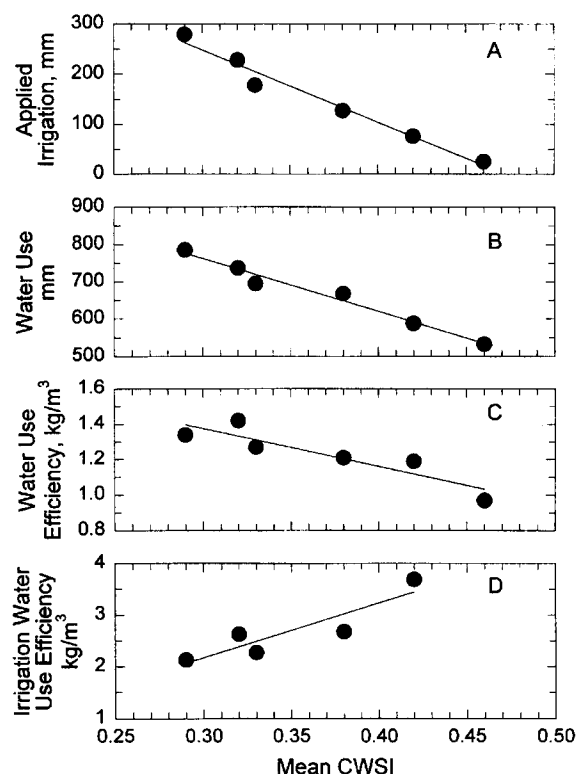 Applied
Irrigation, mm
300
200
100
0
A
Water Use
mm
900
800
700
600
500
B
Water Use
Efficiency, kg/m³
1.6
1.4
1.2
1.0
0.8
C
Irrigation Water
Use Efficiency
kg/m³
4
3
2
1
D
0.25 0.30 0.35 0.40 0.45 0.50
Mean CWSI